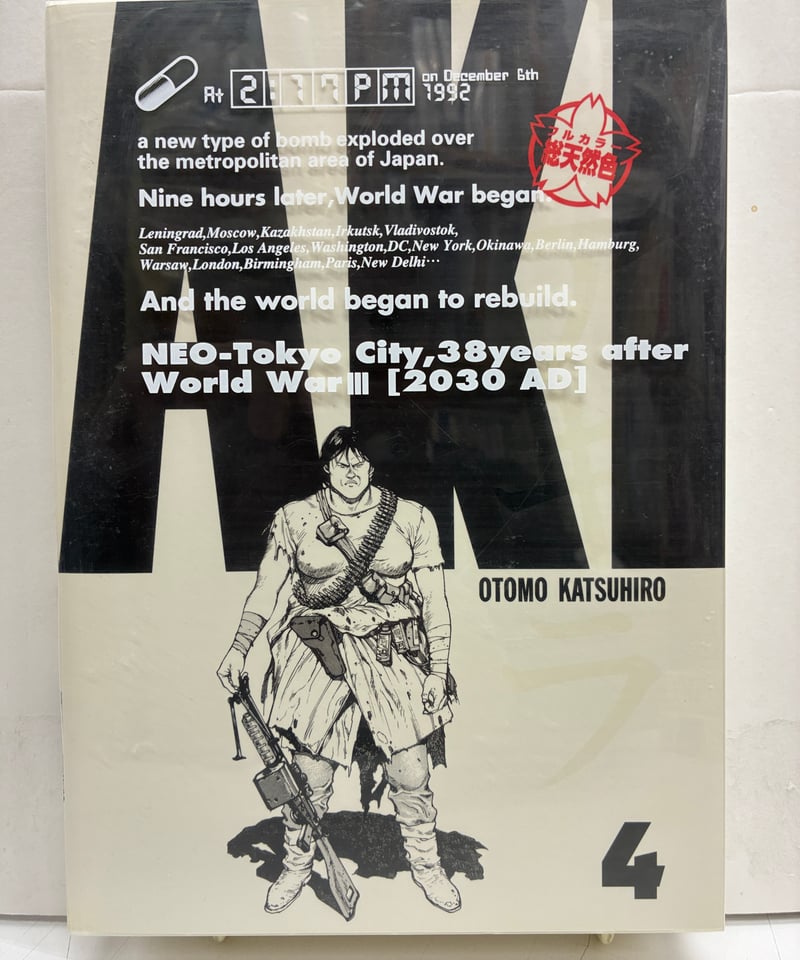 AKI
At 2:17PM on December 6th
1992
a new type of bomb exploded over
the metropolitan area of Japan.
Nine hours later,World War began.
フルカラー
総天然色
Leningrad,Moscow,Kazakhstan,Irkutsk,Vladivostok,
San Francisco,Los Angeles,Washington,DC,New York,Okinawa,Berlin,Hamburg,
Warsaw,London,Birmingham,Paris,New Delhi…
And the world began to rebuild.
NEO-Tokyo City,38years after
World War III [2030 AD]
OTOMO KATSUHIRO
ラ
4